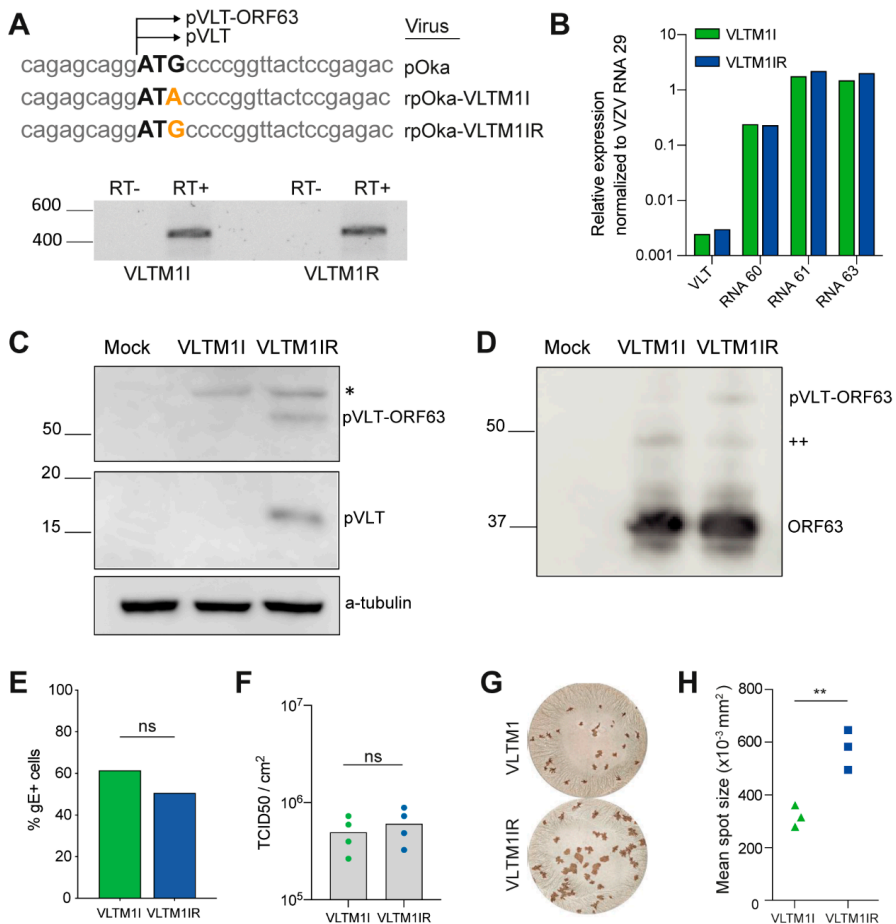 A
pVLT-ORF63
pVLT
Virus
cagagcaggATGccccggttactccgagac pOka
cagagcaggATAccccggttactccgagac rpOka-VLTM1I
cagagcaggATGccccggttactccgagac rpOka-VLTM1IR
RT- RT+ RT- RT+
600
400
VLTM1I VLTM1R
B
VLTM1I
VLTM1IR
Relative expression
normalized to VZV RNA 29
10
1
0.1
0.01
0.001
VLT RNA 60 RNA 61 RNA 63
C
Mock VLTM1I VLTM1IR
*
pVLT-ORF63
50
20
15
pVLT
a-tubulin
D
Mock VLTM1I VLTM1IR
pVLT-ORF63
50
++
37
ORF63
E
% gE+ cells
100
80
60
40
20
0
ns
VLTM1I VLTM1IR
F
TCID50 / cm²
10⁷
10⁶
10⁵
ns
VLTM1I VLTM1IR
G
VLTM1
VLTM1IR
H
Mean spot size (x10⁻³ mm²)
800
600
400
200
0
**
VLTM1I VLTM1IR